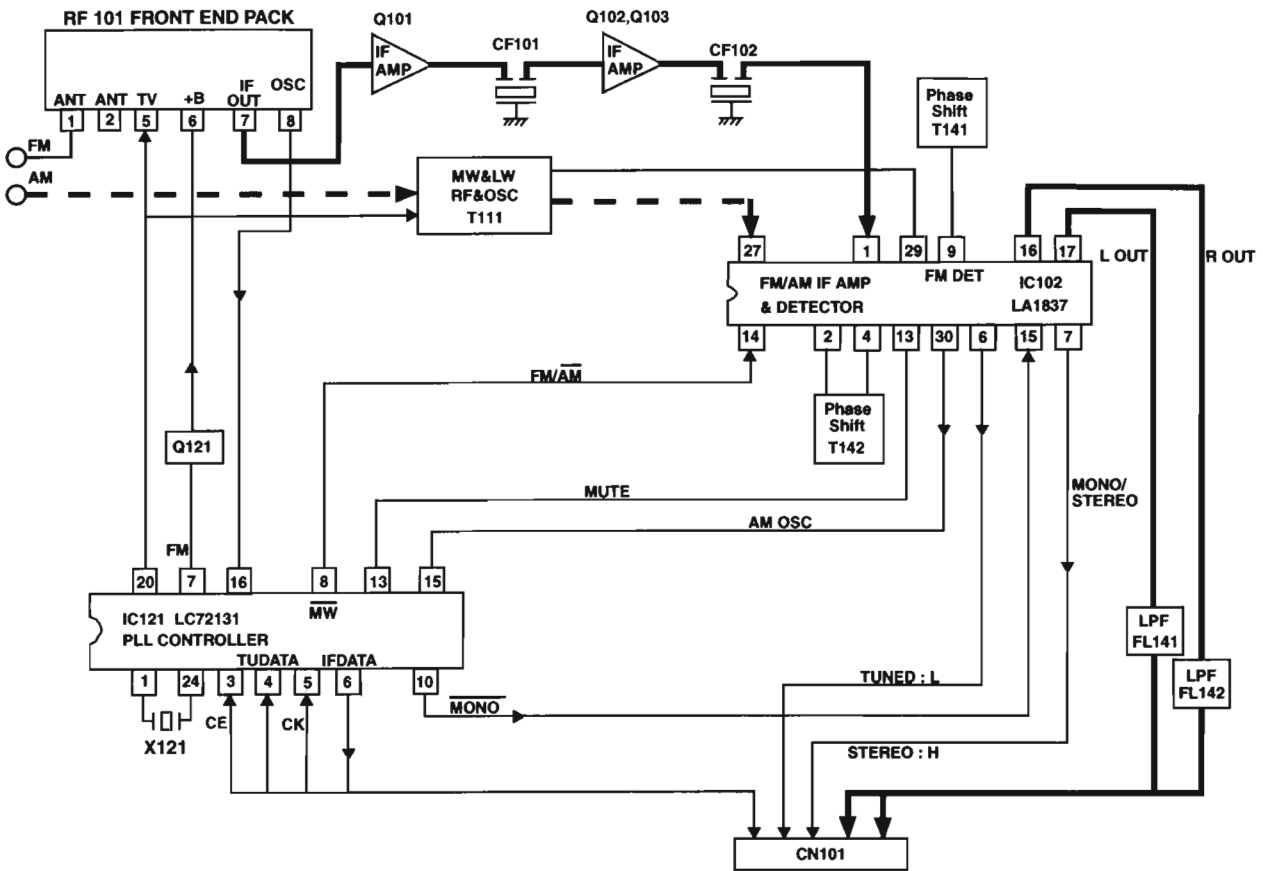 RF 101 FRONT END PACK
Q101
Q102,Q103
IF
AMP
CF101
IF
AMP
CF102
ANT
ANT
TV
+B
IF
OUT
OSC
1
2
5
6
7
8
FM
AM
MW&LW
RF&OSC
T111
Phase
Shift
T141
27
1
29
9
16
17
L OUT
R OUT
FM/AM IF AMP
& DETECTOR
FM DET
IC102
LA1837
14
2
4
13
30
6
15
7
FM/AM
Phase
Shift
T142
Q121
MUTE
AM OSC
MONO/
STEREO
FM
20
7
16
8
13
15
IC121 LC72131
PLL CONTROLLER
MW
TUDATA
IFDATA
1
24
3
4
5
6
10
X121
CE
CK
MONO
TUNED : L
STEREO : H
LPF
FL141
LPF
FL142
CN101